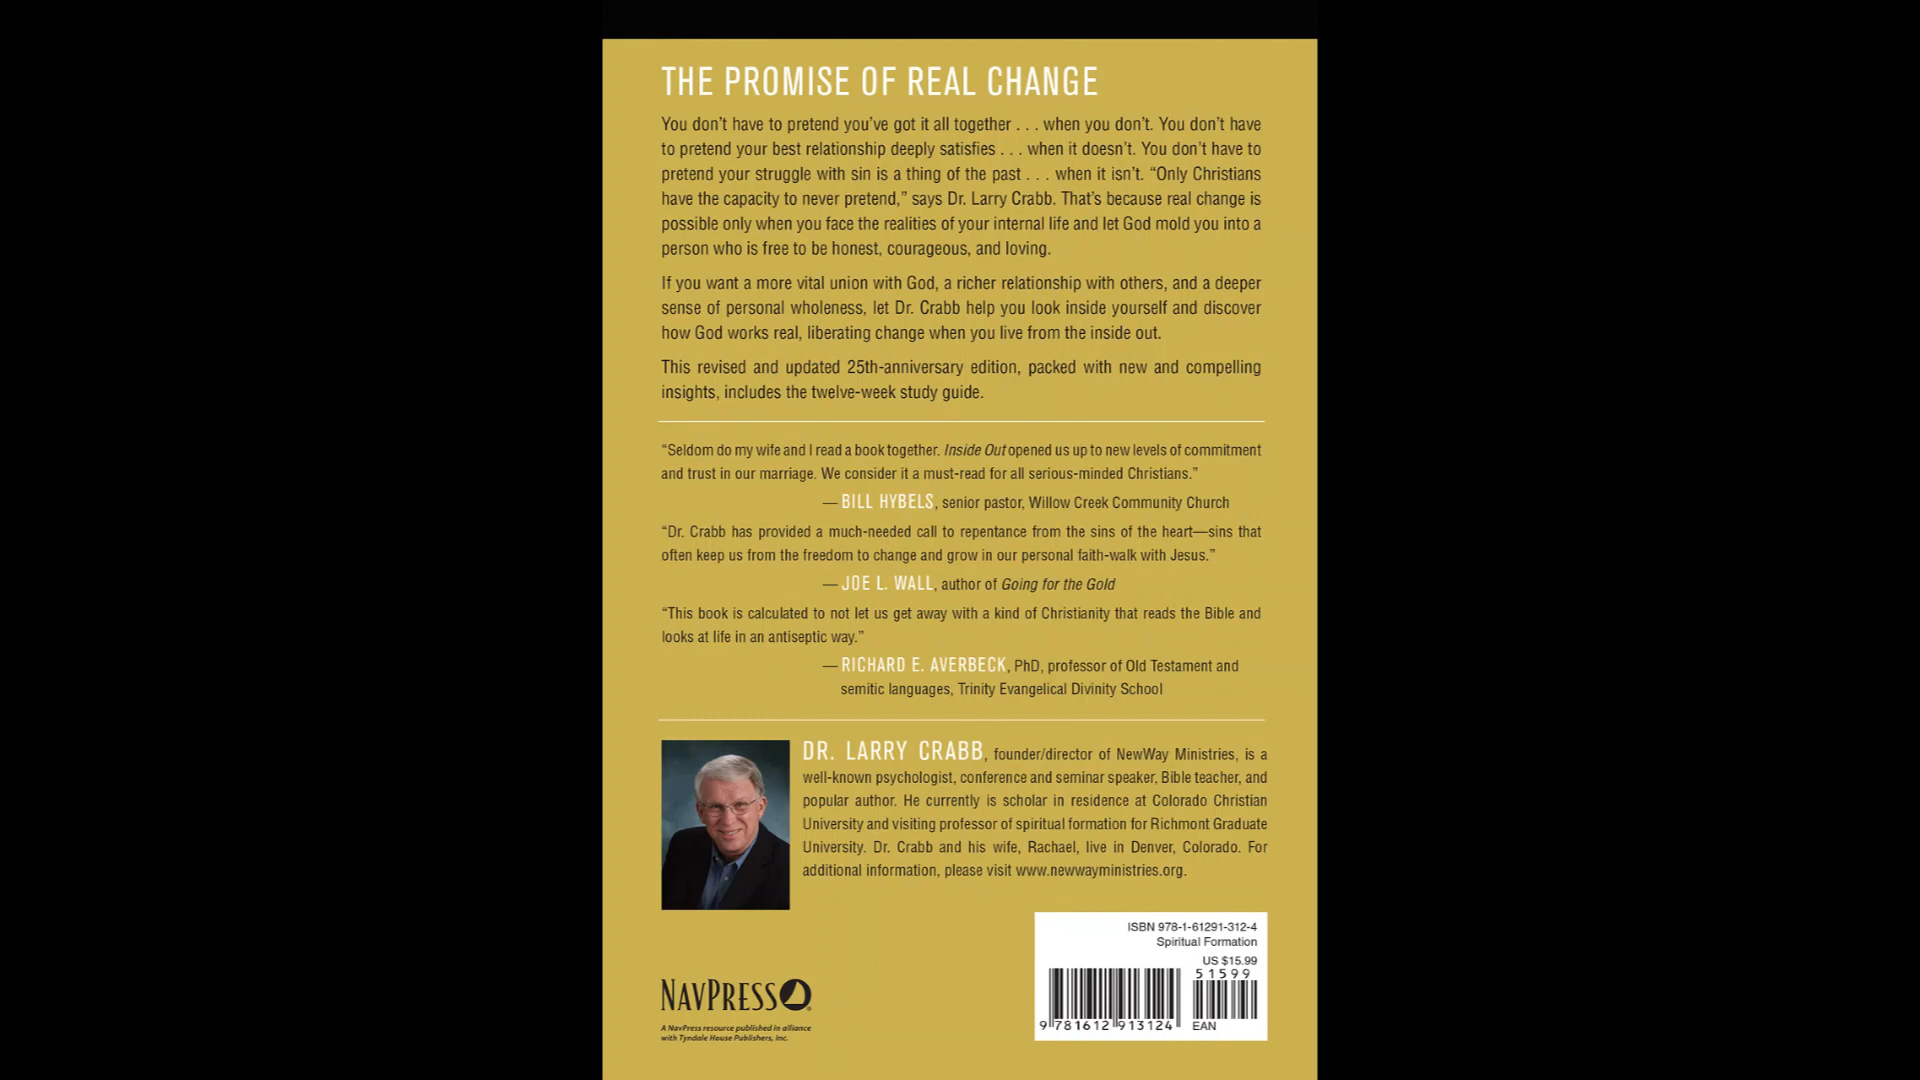 THE PROMISE OF REAL CHANGE
You don't have to pretend you've got it all together . . . when you don't. You don't have
to pretend your best relationship deeply satisfies . . . when it doesn't. You don't have to
pretend your struggle with sin is a thing of the past . . . when it isn't. “Only Christians
have the capacity to never pretend,” says Dr. Larry Crabb. That's because real change is
possible only when you face the realities of your internal life and let God mold you into a
person who is free to be honest, courageous, and loving.
If you want a more vital union with God, a richer relationship with others, and a deeper
sense of personal wholeness, let Dr. Crabb help you look inside yourself and discover
how God works real, liberating change when you live from the inside out.
This revised and updated 25th-anniversary edition, packed with new and compelling
insights, includes the twelve-week study guide.
“Seldom do my wife and I read a book together. Inside Out opened us up to new levels of commitment
and trust in our marriage. We consider it a must-read for all serious-minded Christians.”
— BILL HYBELS, senior pastor, Willow Creek Community Church
“Dr. Crabb has provided a much-needed call to repentance from the sins of the heart—sins that
often keep us from the freedom to change and grow in our personal faith-walk with Jesus.”
— JOE L. WALL, author of Going for the Gold
“This book is calculated to not let us get away with a kind of Christianity that reads the Bible and
looks at life in an antiseptic way.”
— RICHARD E. AVERBECK, PhD, professor of Old Testament and
semitic languages, Trinity Evangelical Divinity School
DR. LARRY CRABB, founder/director of NewWay Ministries, is a
well-known psychologist, conference and seminar speaker, Bible teacher, and
popular author. He currently is scholar in residence at Colorado Christian
University and visiting professor of spiritual formation for Richmont Graduate
University. Dr. Crabb and his wife, Rachael, live in Denver, Colorado. For
additional information, please visit www.newwayministries.org.
ISBN 978-1-61291-312-4
Spiritual Formation
US $15.99
51599
9 781612 913124
EAN
NAVPRESS
A NavPress resource published in alliance
with Tyndale House Publishers, Inc.